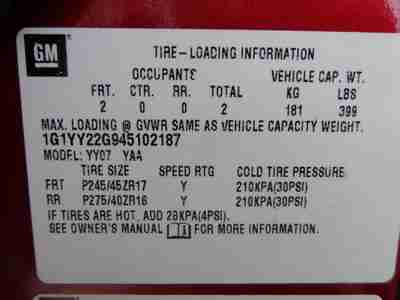 GM
TIRE-LOADING INFORMATION
OCCUPANTS VEHICLE CAP. WT.
FRT. CTR. RR. TOTAL KG LBS
2 0 0 2 181 399
MAX. LOADING @ GVWR SAME AS VEHICLE CAPACITY WEIGHT.
1G1YY22G945102187
MODEL: YY07 YAA
TIRE SIZE SPEED RTG COLD TIRE PRESSURE
FRT P245/45ZR17 Y 210KPA(30PSI)
RR P275/40ZR18 Y 210KPA(30PSI)
IF TIRES ARE HOT, ADD 28KPA(4PSI).
SEE OWNER'S MANUAL FOR MORE INFORMATION.